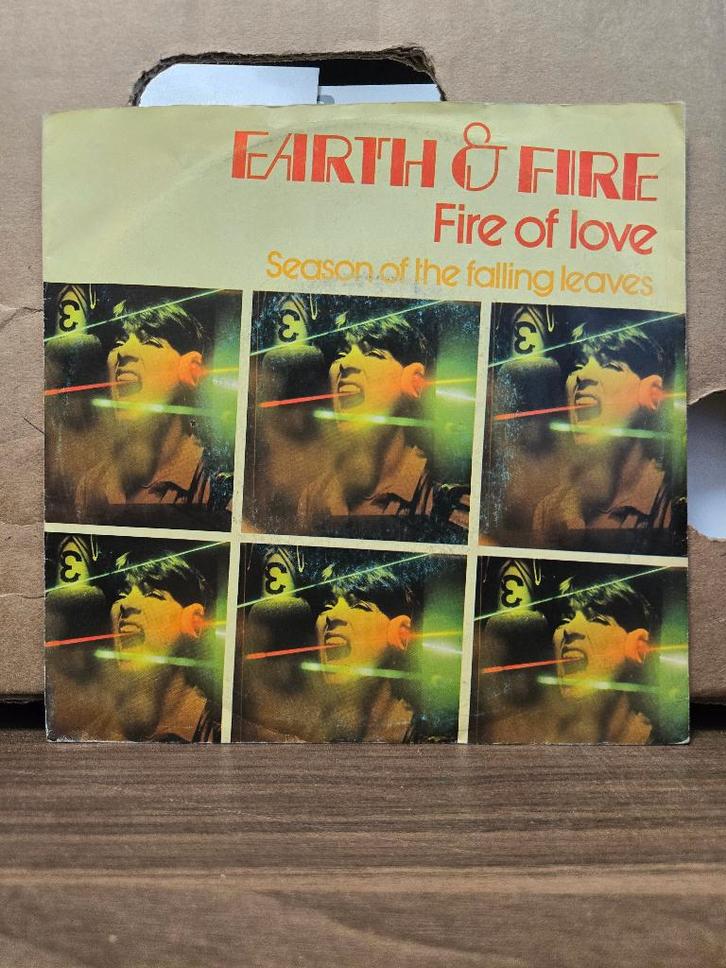 EARTH & FIRE
Fire of love
Season of the falling leaves